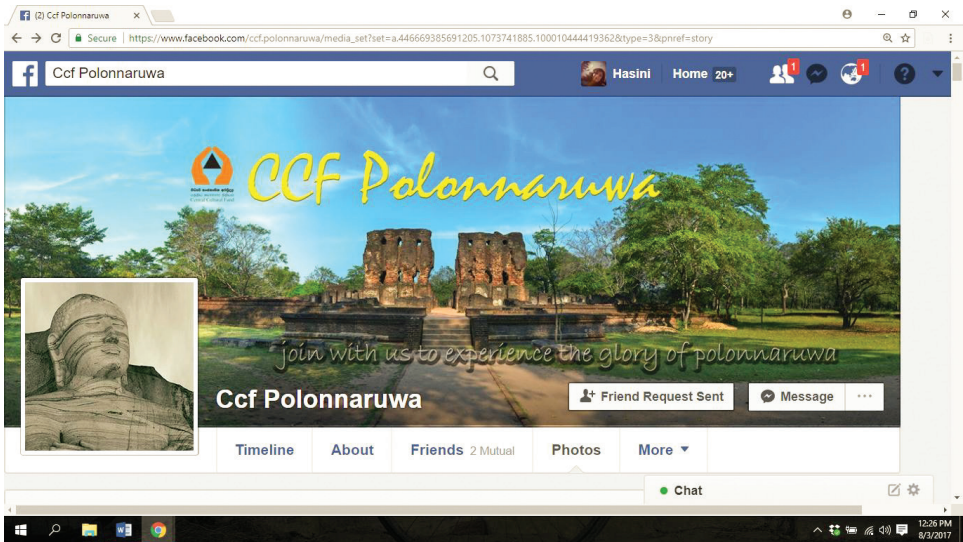 (2) Ccf Polonnaruwa
Secure | https://www.facebook.com/ccf.polonnaruwa/media_set?set=a.446669385691205.1073741885.100010444419362&type=3&pnref=story
Ccf Polonnaruwa
Hasini
Home 20+
1
1
CCF Polonnaruwa
Central Cultural Fund
join with us to experience the glory of polonnaruwa
Ccf Polonnaruwa
Friend Request Sent
Message
Timeline
About
Friends 2 Mutual
Photos
More
Chat
12:26 PM
8/3/2017